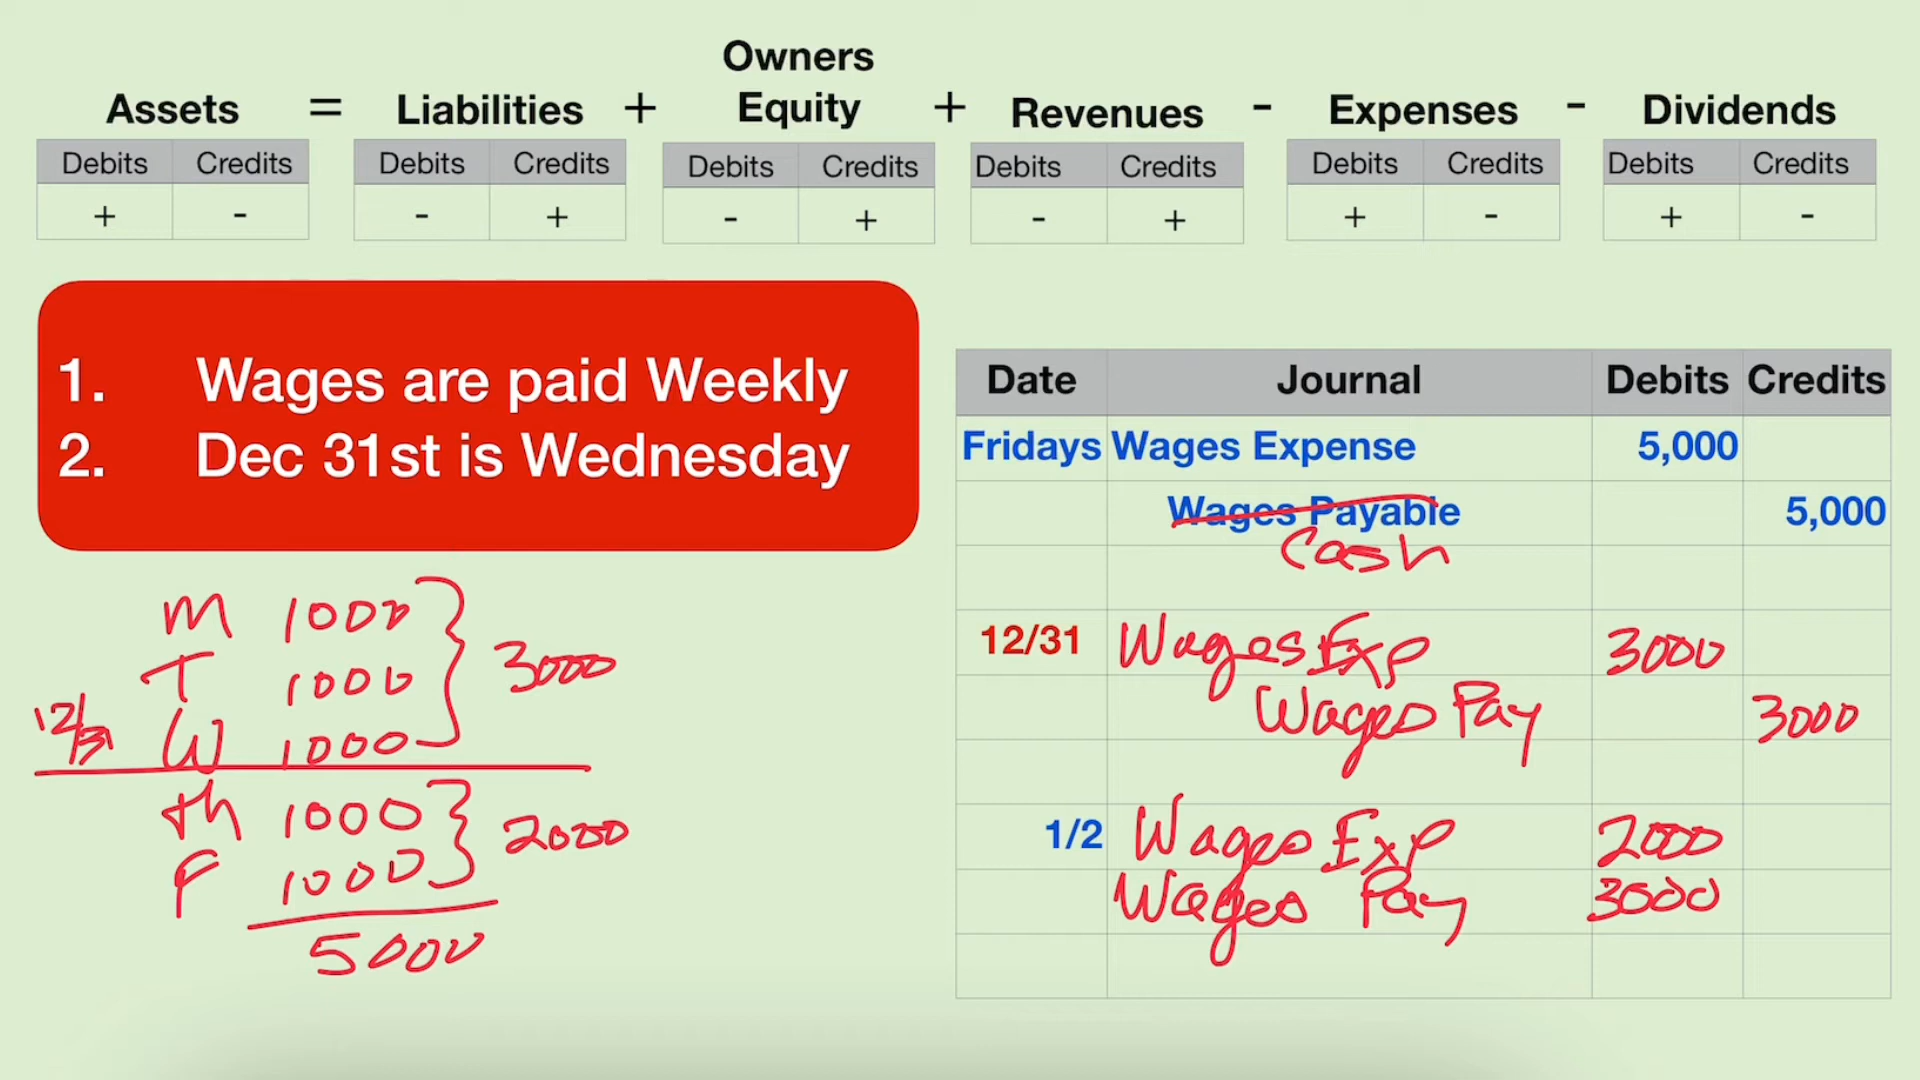 Assets = Liabilities + Owners Equity + Revenues - Expenses - Dividends
Debits Credits Debits Credits Debits Credits Debits Credits Debits Credits Debits Credits
+ - - + - + - + + - + -
1. Wages are paid Weekly
2. Dec 31st is Wednesday
M 1000
T 1000
3000
12/31 W 1000
Th 1000
2000
F 1000
5000
Date Journal Debits Credits
Fridays Wages Expense 5,000
Wages Payable 5,000
Cash
12/31 Wages Exp 3000
Wages Pay 3000
1/2 Wages Exp 2000
Wages Pay 3000